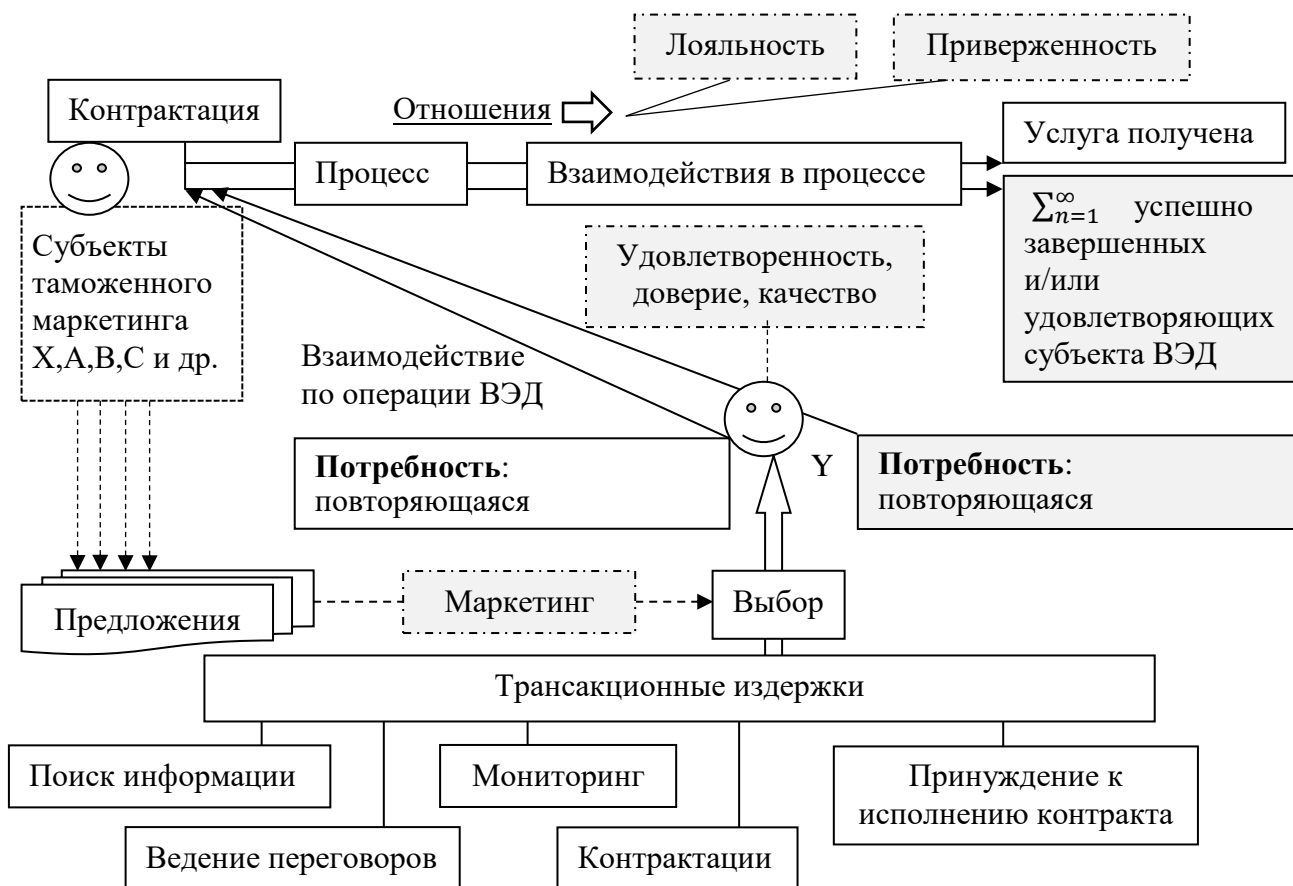 Лояльность
Приверженность
Контрактация
Отношения
Услуга получена
Процесс
Взаимодействия в процессе
∑ₙ₌₁^∞ успешно
завершенных
и/или
удовлетворяющих
субъекта ВЭД
Субъекты
таможенного
маркетинга
X,A,B,C и др.
Удовлетворенность,
доверие, качество
Взаимодействие
по операции ВЭД
Потребность:
повторяющаяся
Y
Потребность:
повторяющаяся
Предложения
Маркетинг
Выбор
Трансакционные издержки
Поиск информации
Мониторинг
Принуждение к
исполнению контракта
Ведение переговоров
Контрактации